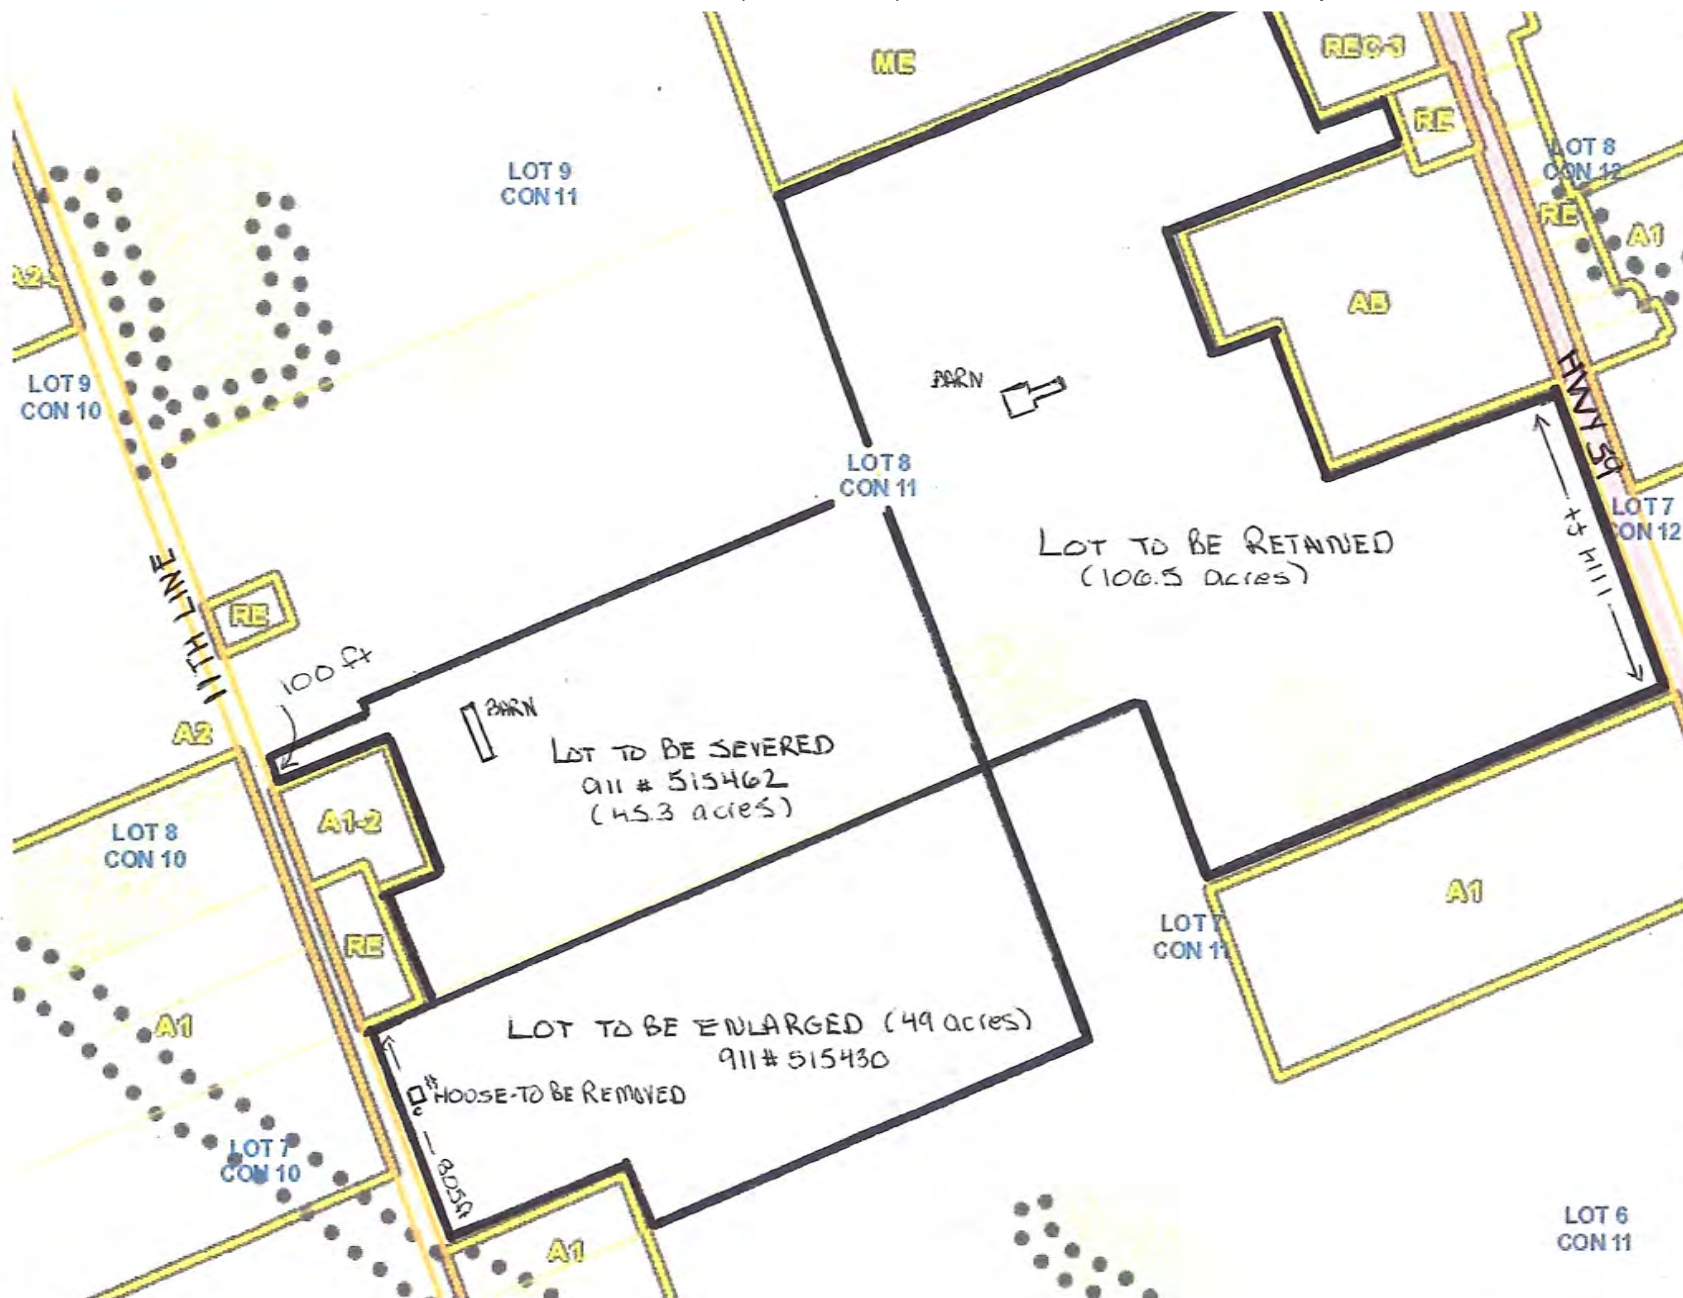 ME
REC-3
RE
LOT 8
CON 12
RE
A1
LOT 9
CON 11
AB
LOT 9
CON 10
BARN
HWY 59
LOT 8
CON 11
LOT 7
CON 12
LOT TO BE RETAINED
(106.5 acres)
1114 ft
11TH LINE
RE
100 ft
A2
BARN
LOT TO BE SEVERED
911 # 515462
(45.3 acres)
A1-2
LOT 8
CON 10
A1
LOT 7
CON 11
RE
A1
LOT TO BE ENLARGED (49 acres)
911# 515430
HOUSE-TO BE REMOVED
805ft
LOT 7
CON 10
A1
LOT 6
CON 11